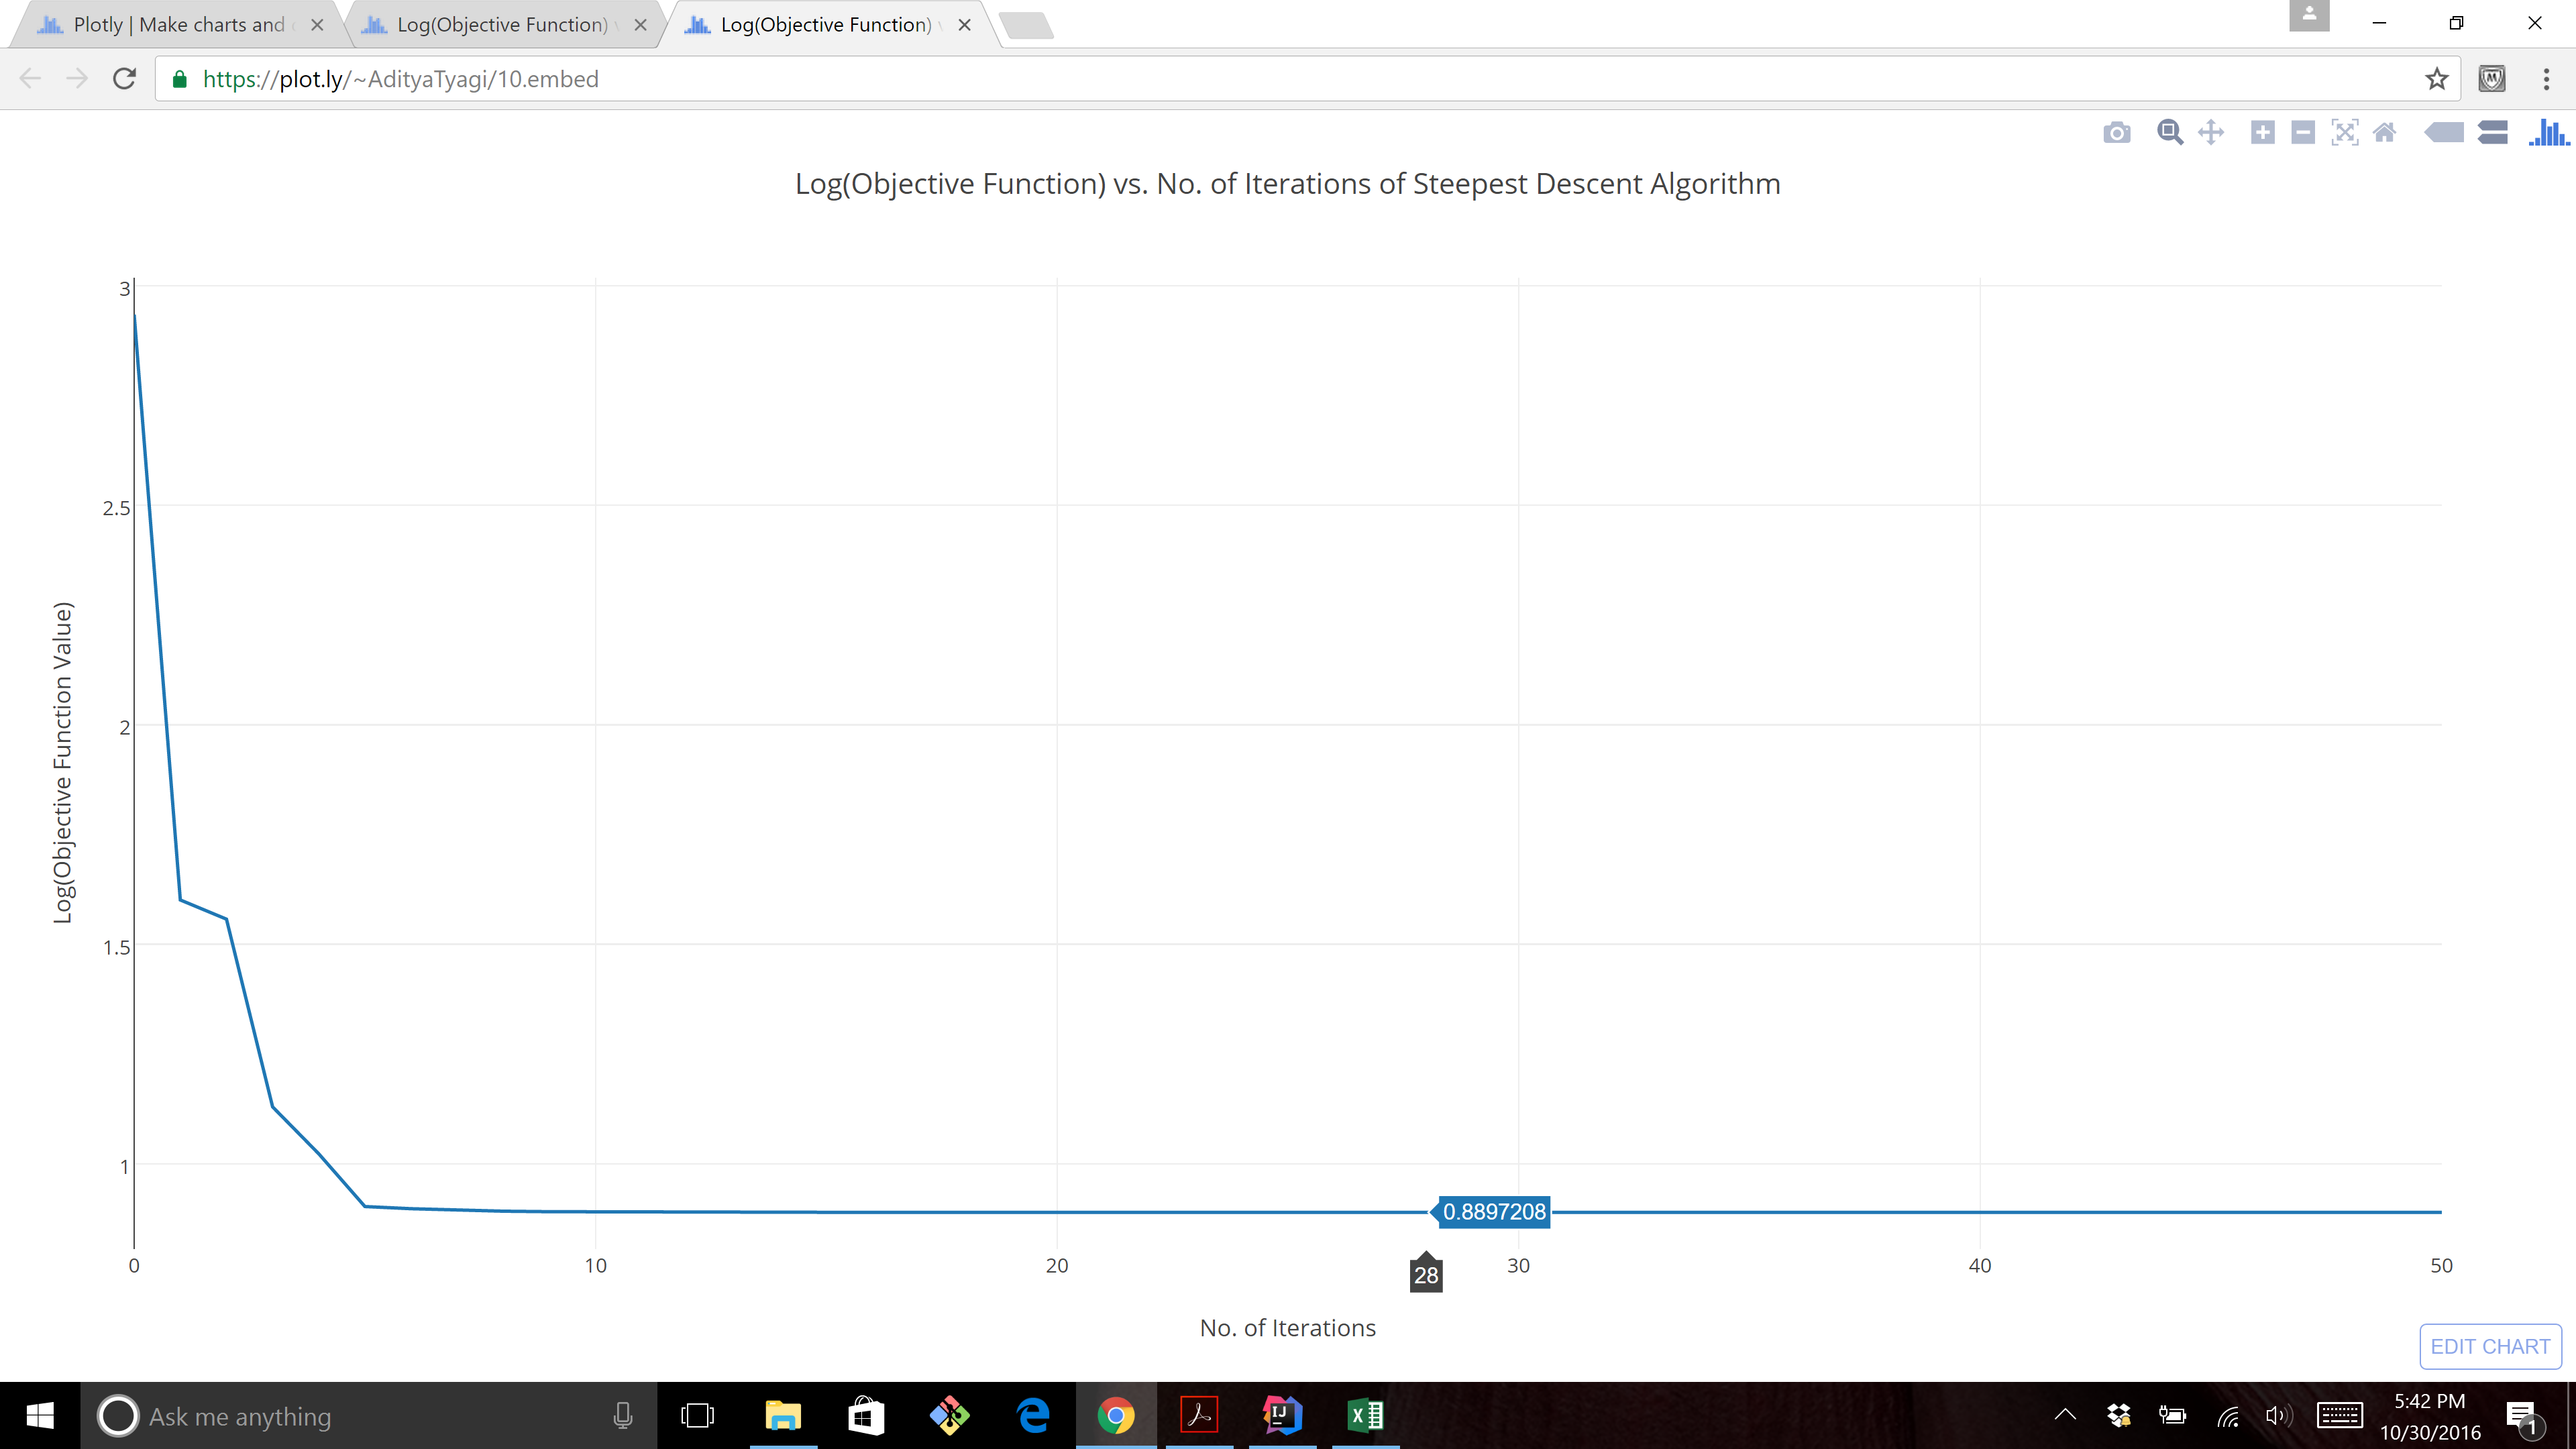 Plotly | Make charts and
Log(Objective Function)
Log(Objective Function)
https://plot.ly/~AdityaTyagi/10.embed
Log(Objective Function) vs. No. of Iterations of Steepest Descent Algorithm
3
2.5
2
1.5
1
Log(Objective Function Value)
0.8897208
0
10
20
28
30
40
50
No. of Iterations
EDIT CHART
Ask me anything
5:42 PM
10/30/2016
1